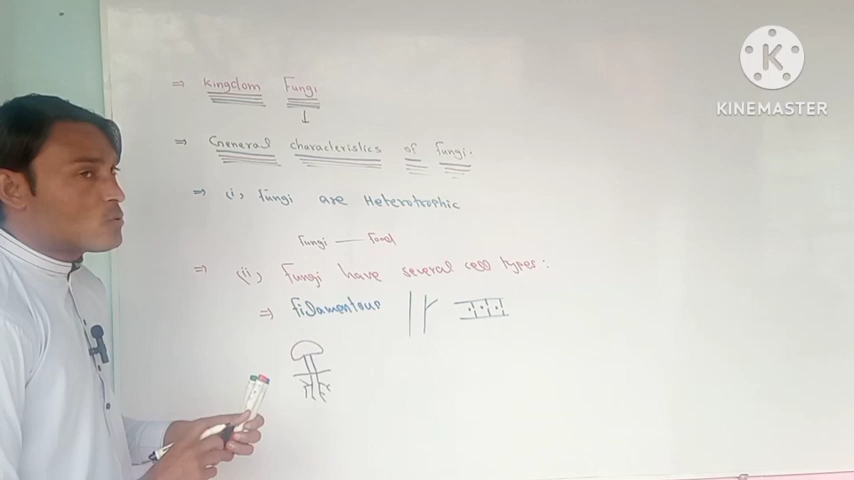 ⇒ Kingdom Fungi
↓
⇒ General characteristics of Fungi.
⇒ (i, Fungi are Heterotrophic
Fungi — Food
⇒ (ii, Fungi have several cell types:
⇒ filamentous
K
KINEMASTER